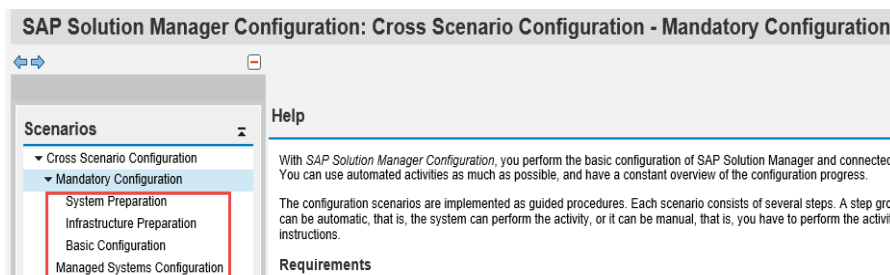 SAP Solution Manager Configuration: Cross Scenario Configuration - Mandatory Configuration
Scenarios
Cross Scenario Configuration
Mandatory Configuration
System Preparation
Infrastructure Preparation
Basic Configuration
Managed Systems Configuration
Help
With SAP Solution Manager Configuration, you perform the basic configuration of SAP Solution Manager and connected
You can use automated activities as much as possible, and have a constant overview of the configuration progress.
The configuration scenarios are implemented as guided procedures. Each scenario consists of several steps. A step
can be automatic, that is, the system can perform the activity, or it can be manual, that is, you have to perform the
instructions.
Requirements